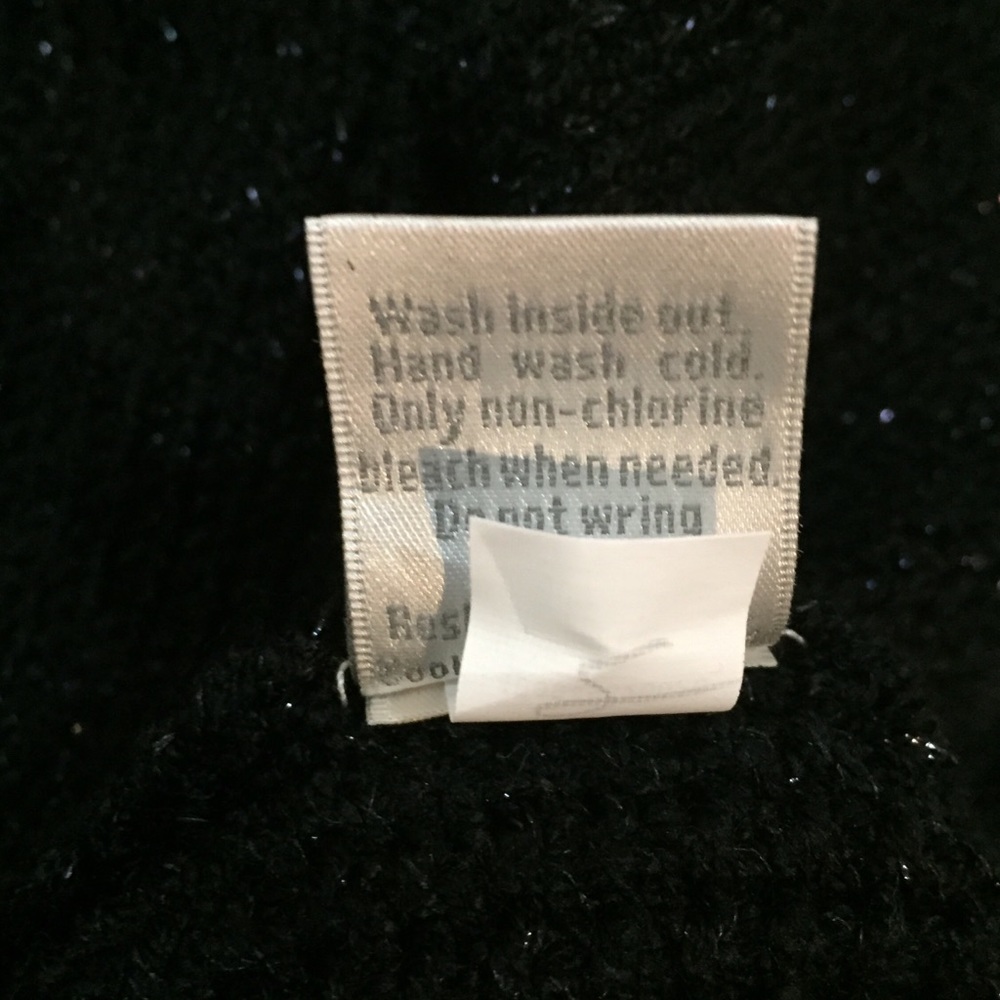 Wash inside out.
Hand wash cold.
Only non-chlorine
bleach when needed.
Do not wring